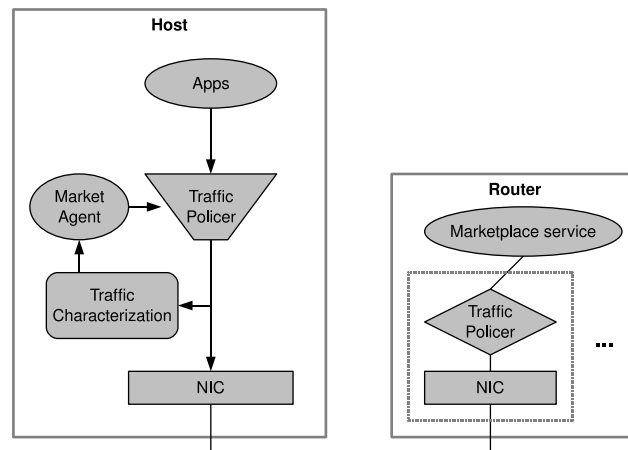 Host
Apps
Market
Agent
Traffic
Policer
Traffic
Characterization
NIC
Router
Marketplace service
Traffic
Policer
...
NIC